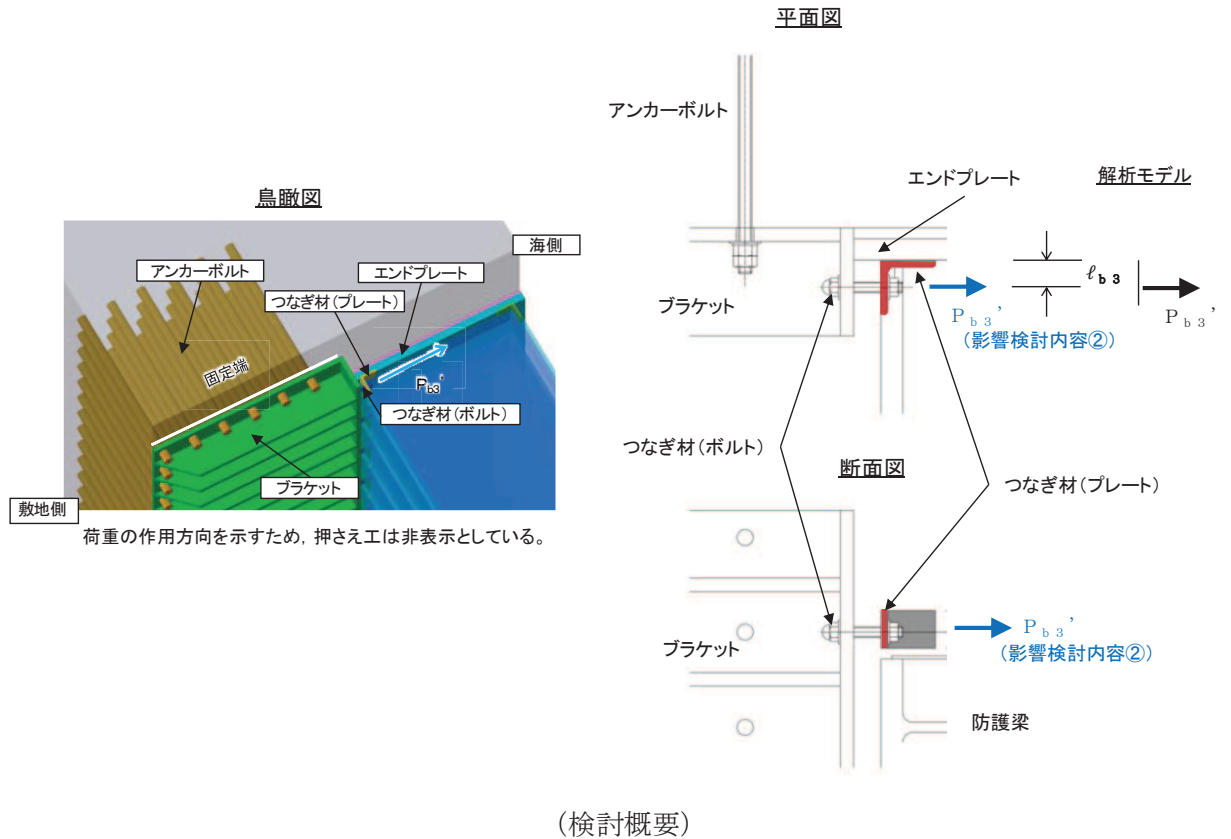 平面図
アンカーボルト
エンドプレート
解析モデル
ℓb3
Pb3’
Pb3’
(影響検討内容②)
ブラケット
つなぎ材(ボルト)
つなぎ材(プレート)
鳥瞰図
海側
アンカーボルト
エンドプレート
つなぎ材(プレート)
固定端
Pb3’
つなぎ材(ボルト)
ブラケット
敷地側
荷重の作用方向を示すため,押さえ工は非表示としている。
断面図
ブラケット
Pb3’
(影響検討内容②)
防護梁
(検討概要)